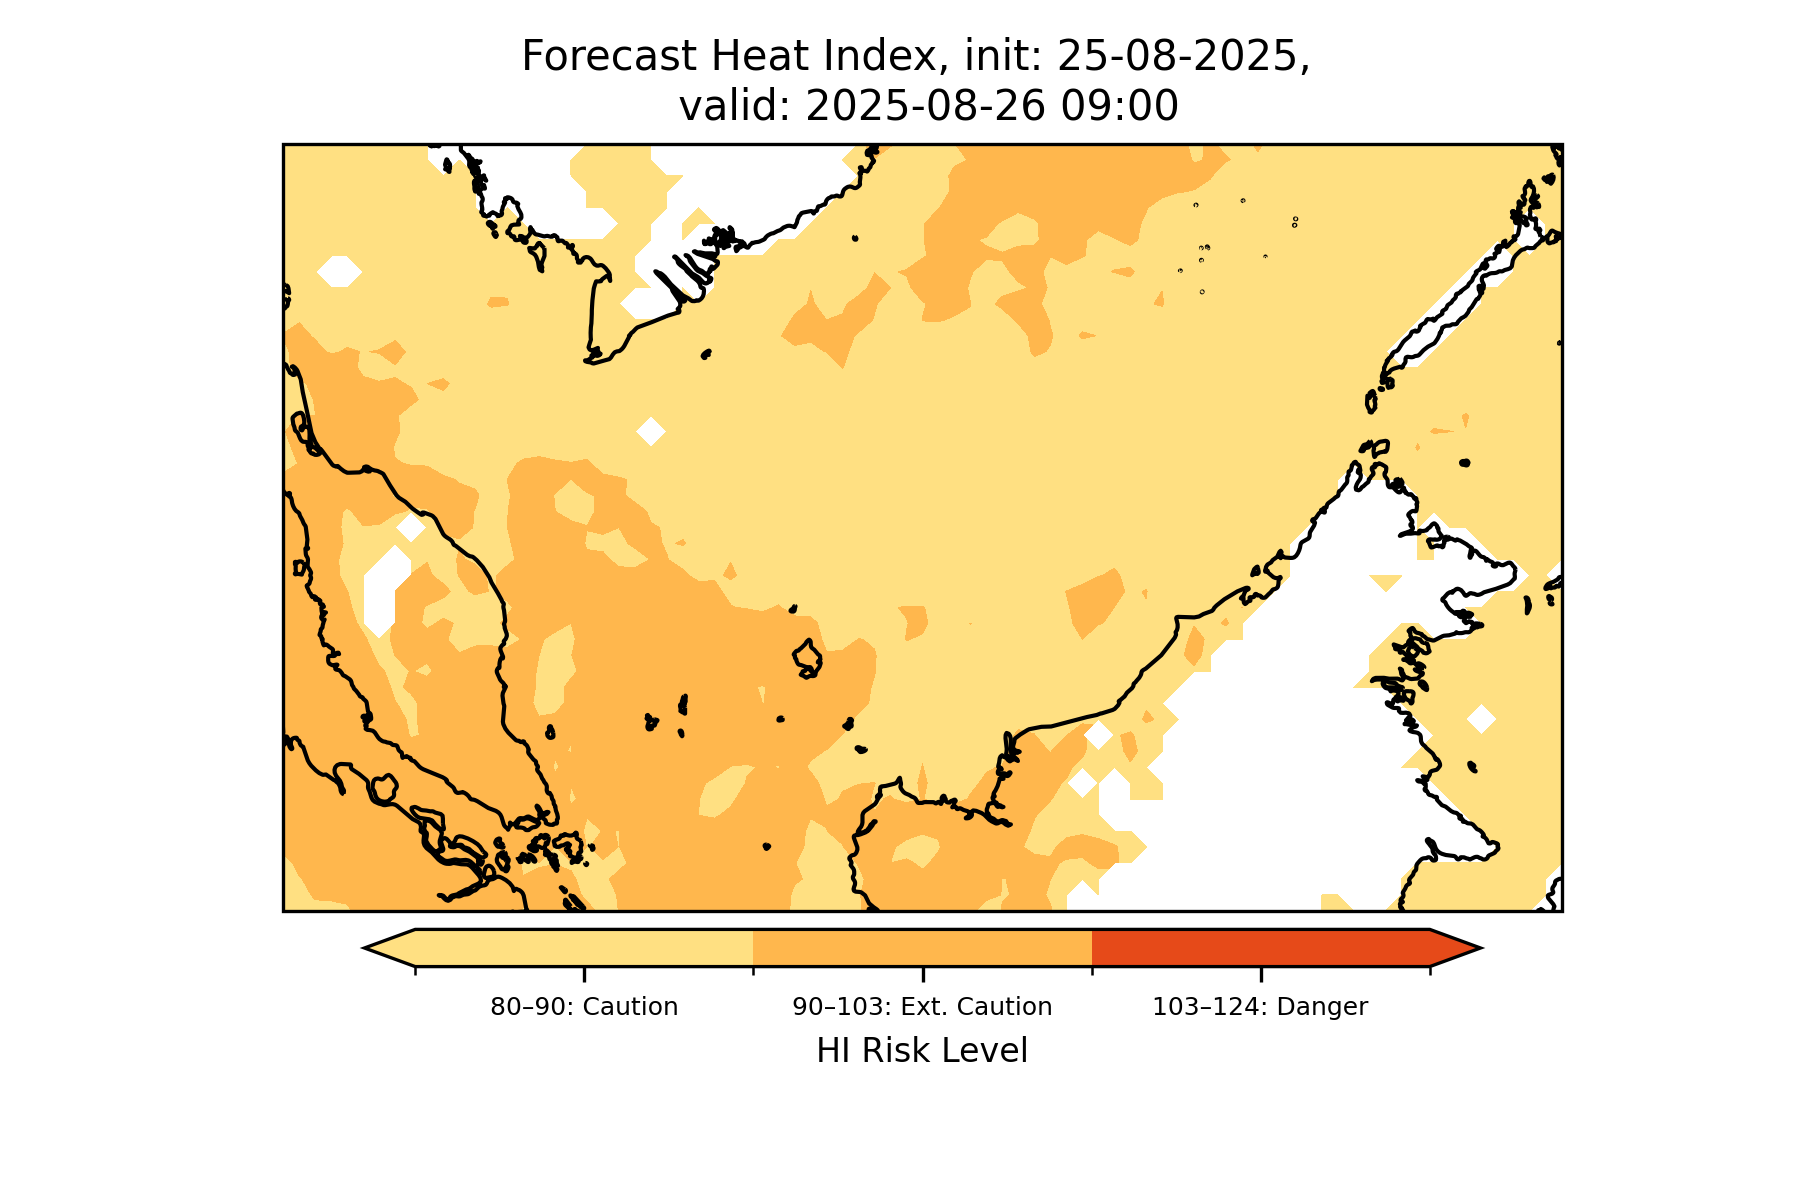 Forecast Heat Index, init: 25-08-2025,
valid: 2025-08-26 09:00
80–90: Caution
90–103: Ext. Caution
103–124: Danger
HI Risk Level